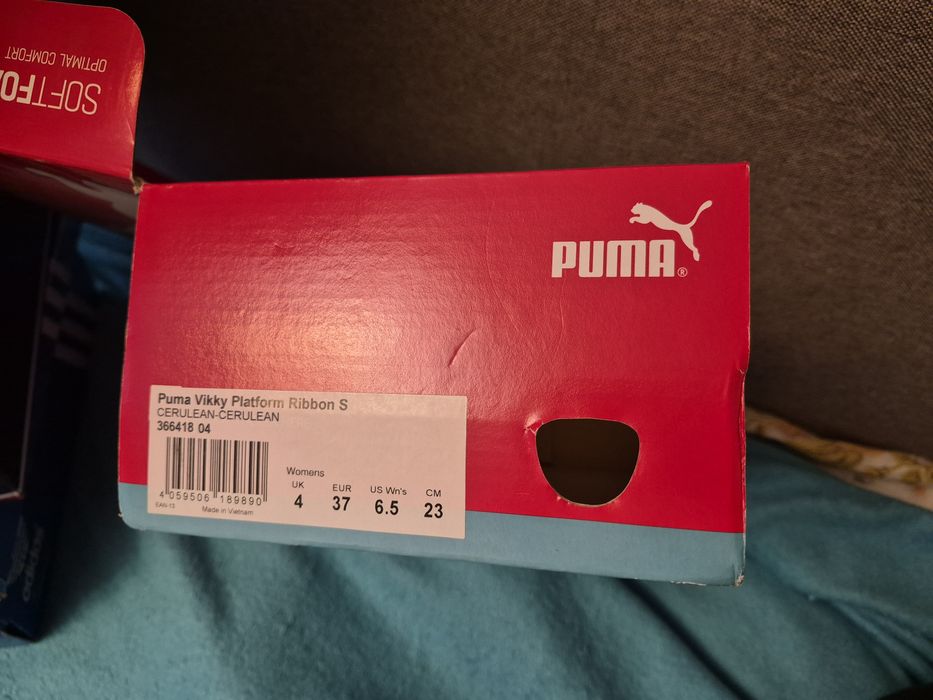 SOFTFOA
OPTIMAL COMFORT
PUMA®
Puma Vikky Platform Ribbon S
CERULEAN-CERULEAN
366418 04
4 059506 189890
EAN-13
Made in Vietnam
Womens
UK EUR US Wn's CM
4 37 6.5 23